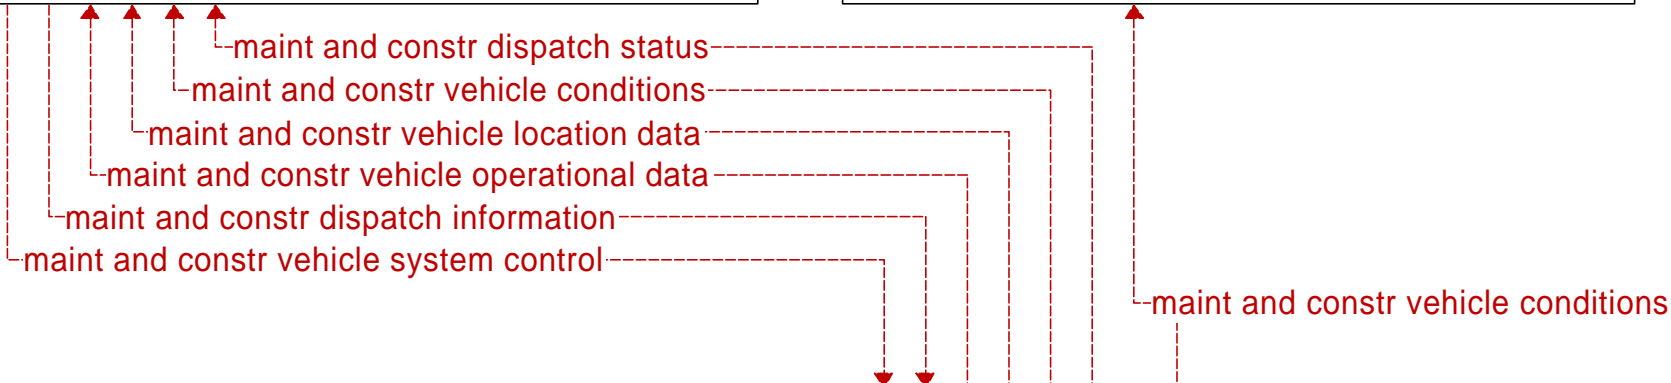 maint and constr dispatch status
maint and constr vehicle conditions
maint and constr vehicle location data
maint and constr vehicle operational data
maint and constr dispatch information
maint and constr vehicle system control
maint and constr vehicle conditions